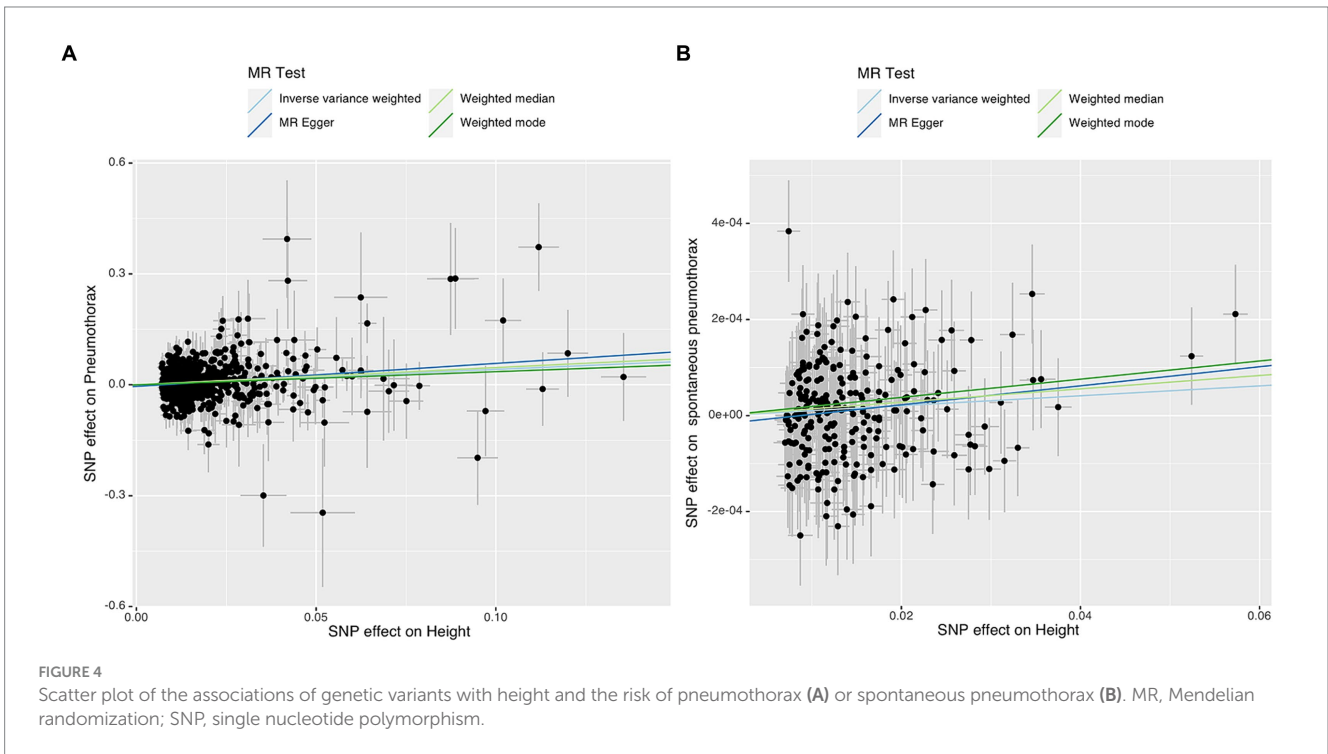 A
MR Test
Inverse variance weighted
Weighted median
MR Egger
Weighted mode
0.6
0.3
0.0
-0.3
-0.6
SNP effect on Pneumothorax
0.00
0.05
0.10
SNP effect on Height
B
MR Test
Inverse variance weighted
Weighted median
MR Egger
Weighted mode
4e-04
2e-04
0e+00
-2e-04
SNP effect on spontaneous pneumothorax
0.02
0.04
0.06
SNP effect on Height
FIGURE 4
Scatter plot of the associations of genetic variants with height and the risk of pneumothorax (A) or spontaneous pneumothorax (B). MR, Mendelian
randomization; SNP, single nucleotide polymorphism.